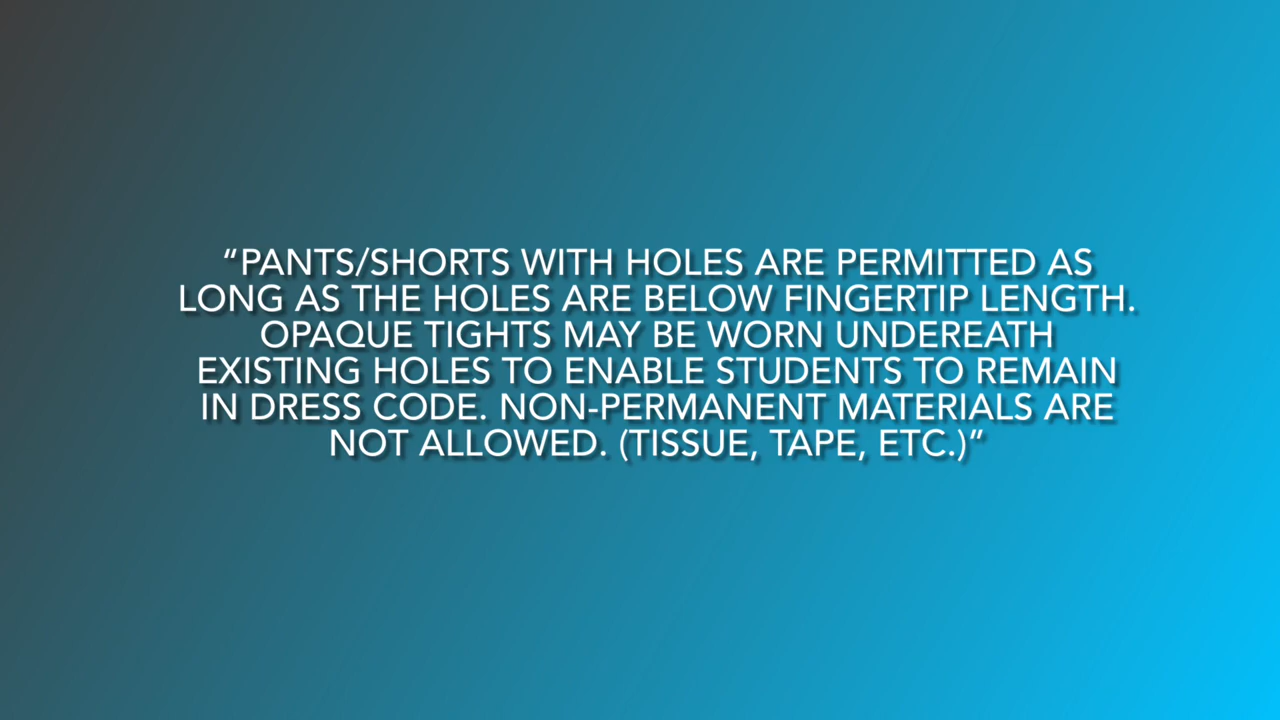 “PANTS/SHORTS WITH HOLES ARE PERMITTED AS
LONG AS THE HOLES ARE BELOW FINGERTIP LENGTH.
OPAQUE TIGHTS MAY BE WORN UNDEREATH
EXISTING HOLES TO ENABLE STUDENTS TO REMAIN
IN DRESS CODE. NON-PERMANENT MATERIALS ARE
NOT ALLOWED. (TISSUE, TAPE, ETC.)“